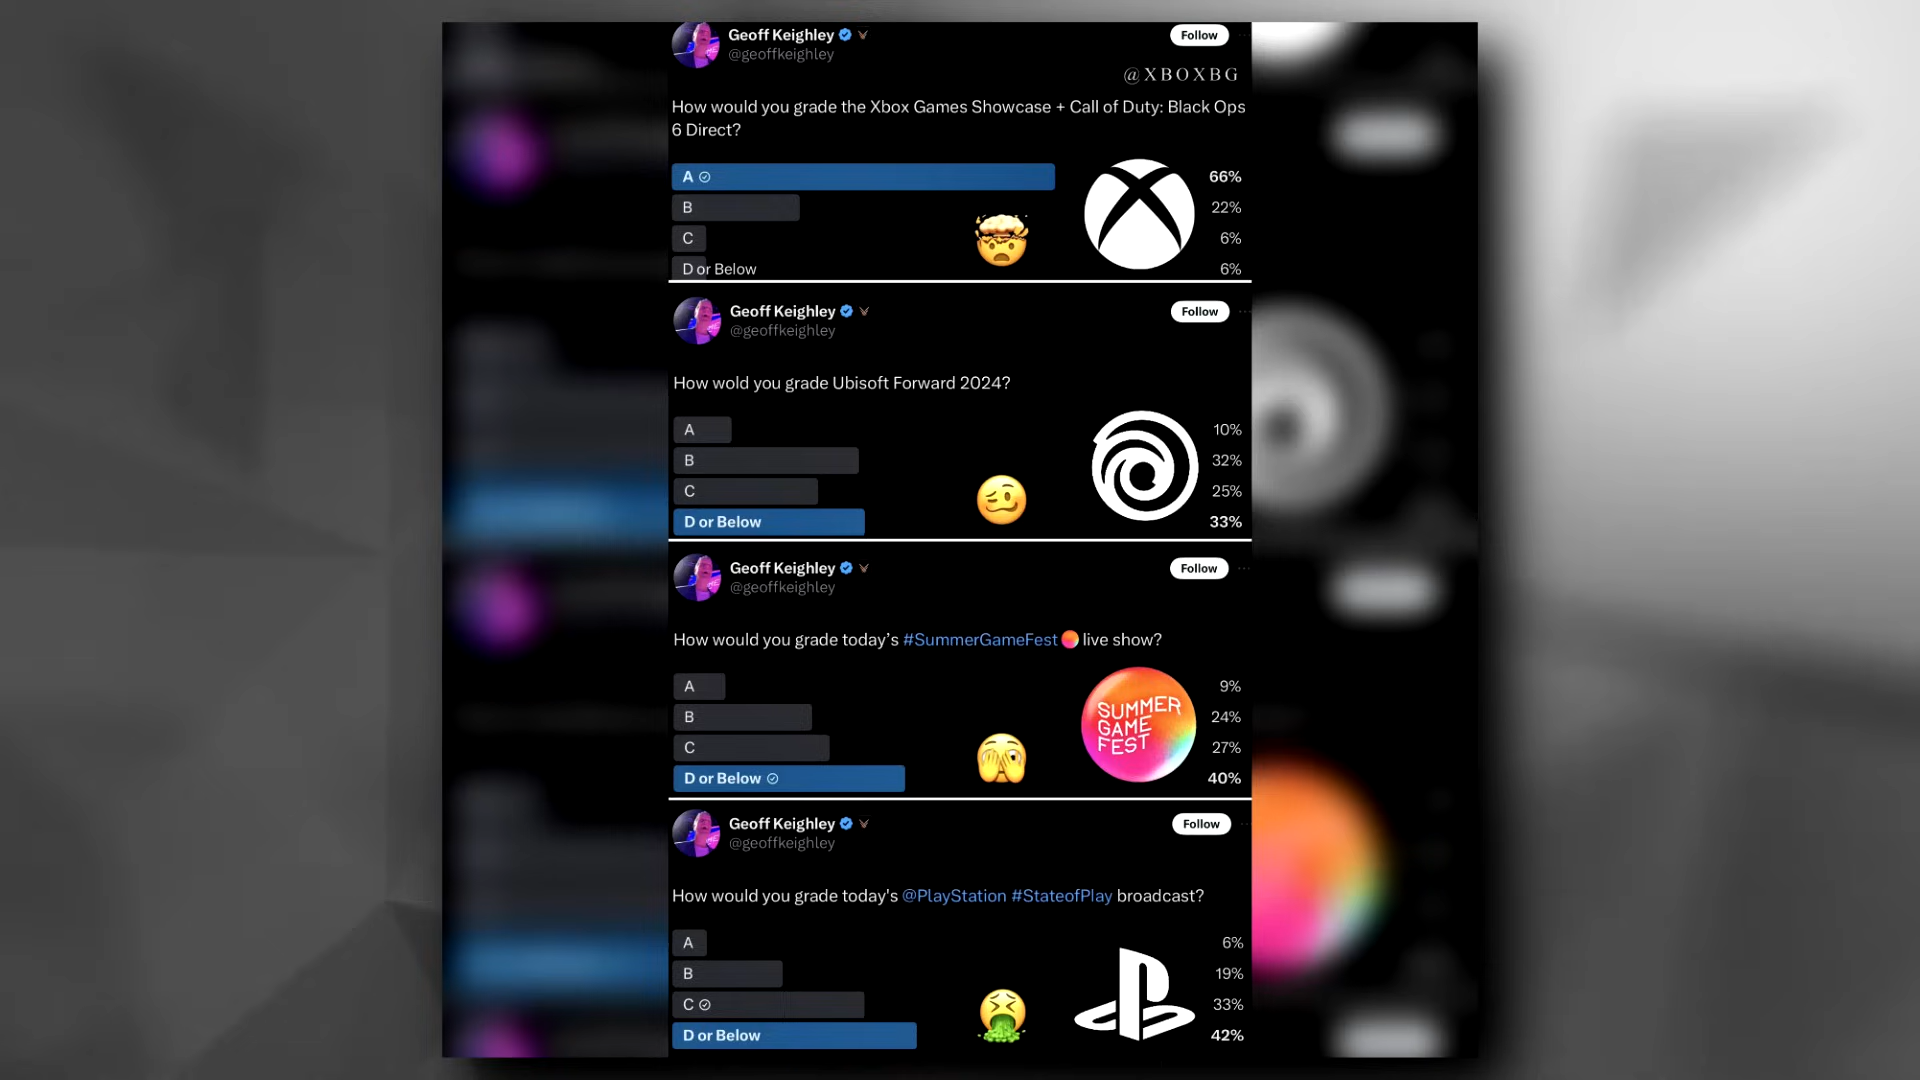 Geoff Keighley
Follow
@geoffkeighley
@XBOXBG
How would you grade the Xbox Games Showcase + Call of Duty: Black Ops
6 Direct?
A 66%
B 22%
C 6%
D or Below 6%
Geoff Keighley
Follow
@geoffkeighley
How wold you grade Ubisoft Forward 2024?
A 10%
B 32%
C 25%
D or Below 33%
Geoff Keighley
Follow
@geoffkeighley
How would you grade today’s #SummerGameFest live show?
A 9%
B 24%
C 27%
D or Below 40%
SUMMER
GAME
FEST
Geoff Keighley
Follow
@geoffkeighley
How would you grade today's @PlayStation #StateofPlay broadcast?
A 6%
B 19%
C 33%
D or Below 42%